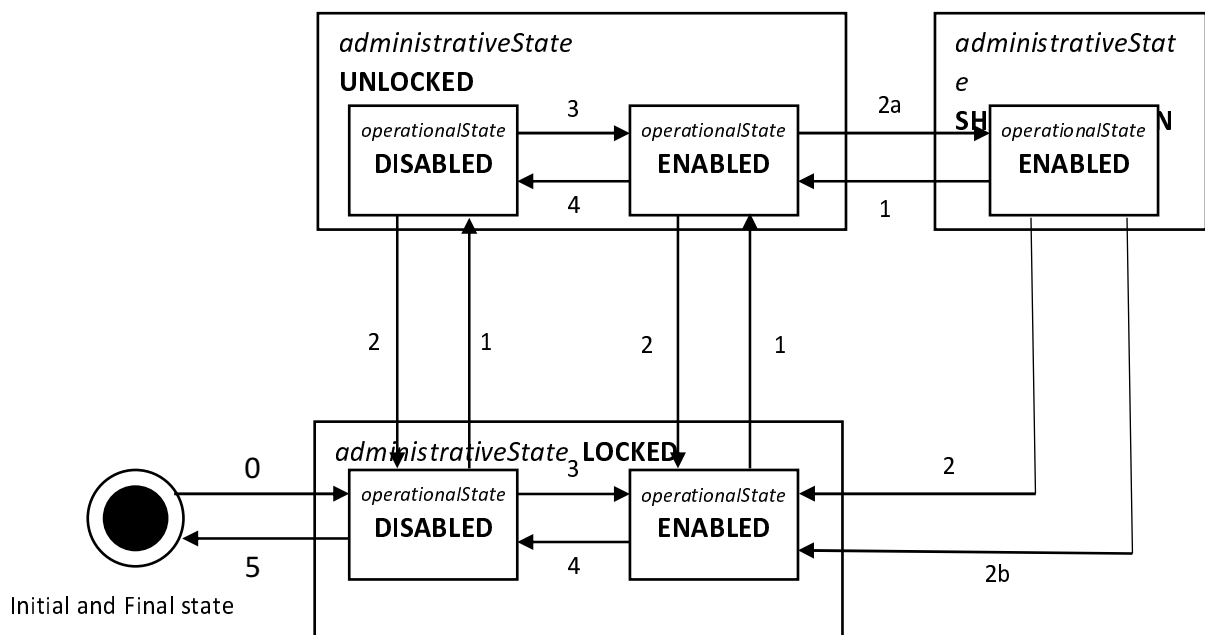 administrativeState
UNLOCKED
3
operationalState
DISABLED
4
operationalState
ENABLED
2a
1
administrativeStat
e
operationalState
ENABLED
2
1
2
1
administrativeState LOCKED
0
5
Initial and Final state
3
operationalState
DISABLED
4
operationalState
ENABLED
2
2b